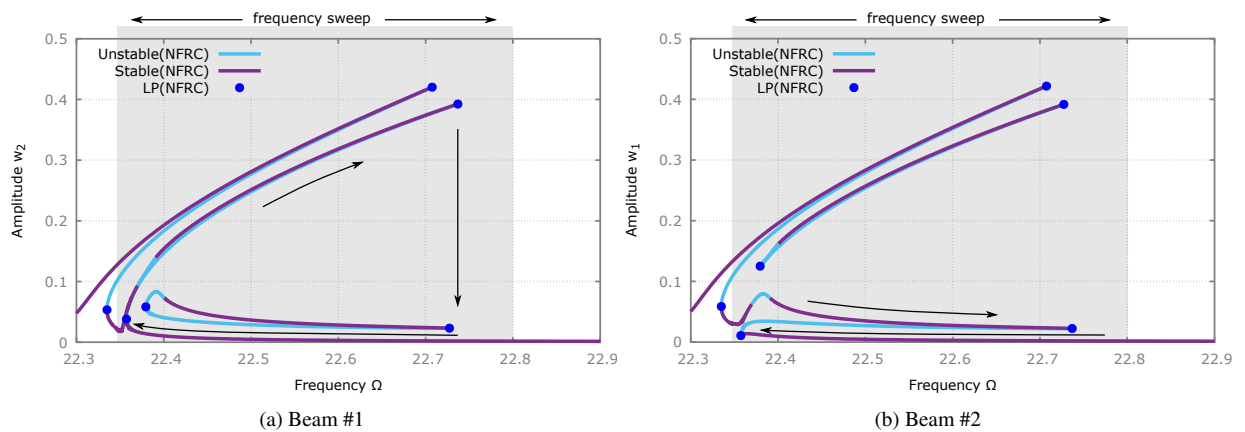 frequency sweep
0.5
0.4
0.3
0.2
0.1
0
Amplitude w2
Unstable(NFRC)
Stable(NFRC)
LP(NFRC)
22.3 22.4 22.5 22.6 22.7 22.8 22.9
Frequency Ω
(a) Beam #1
frequency sweep
0.5
0.4
0.3
0.2
0.1
0
Amplitude w1
Unstable(NFRC)
Stable(NFRC)
LP(NFRC)
22.3 22.4 22.5 22.6 22.7 22.8 22.9
Frequency Ω
(b) Beam #2